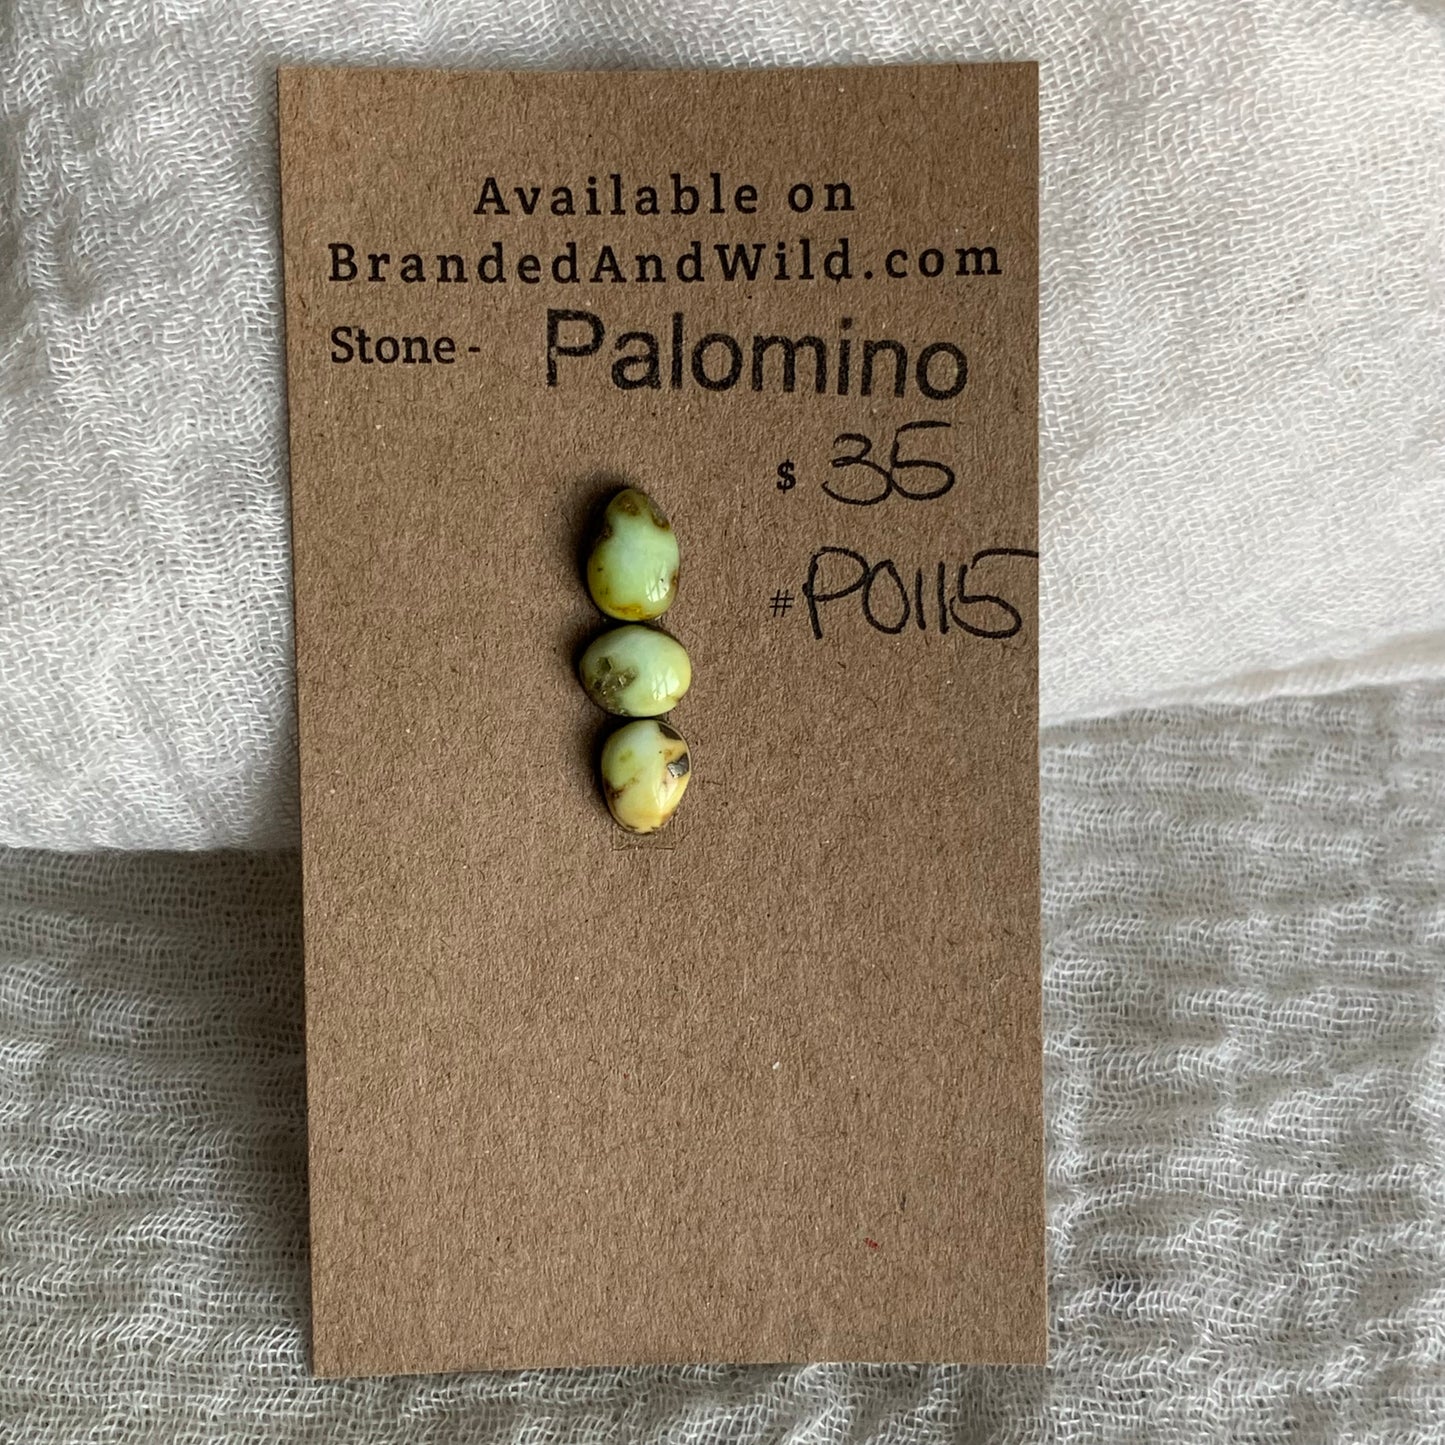 Available on
BrandedAndWild.com
Stone - Palomino
$ 35
# P0115